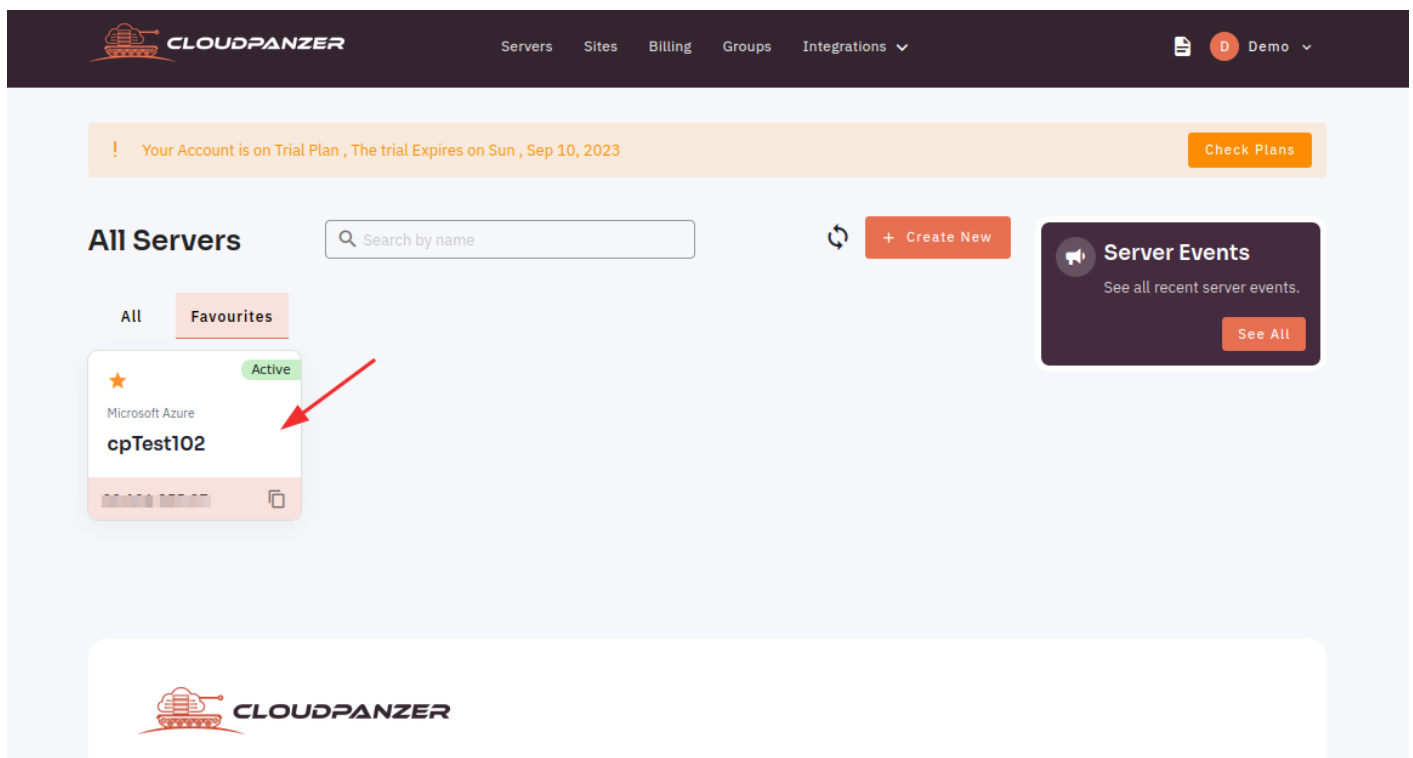 CLOUDPANZER
Servers Sites Billing Groups Integrations
D Demo
! Your Account is on Trial Plan , The trial Expires on Sun , Sep 10, 2023
Check Plans
All Servers
Search by name
+ Create New
Server Events
See all recent server events.
See All
All Favourites
Active
Microsoft Azure
cpTest102
CLOUDPANZER